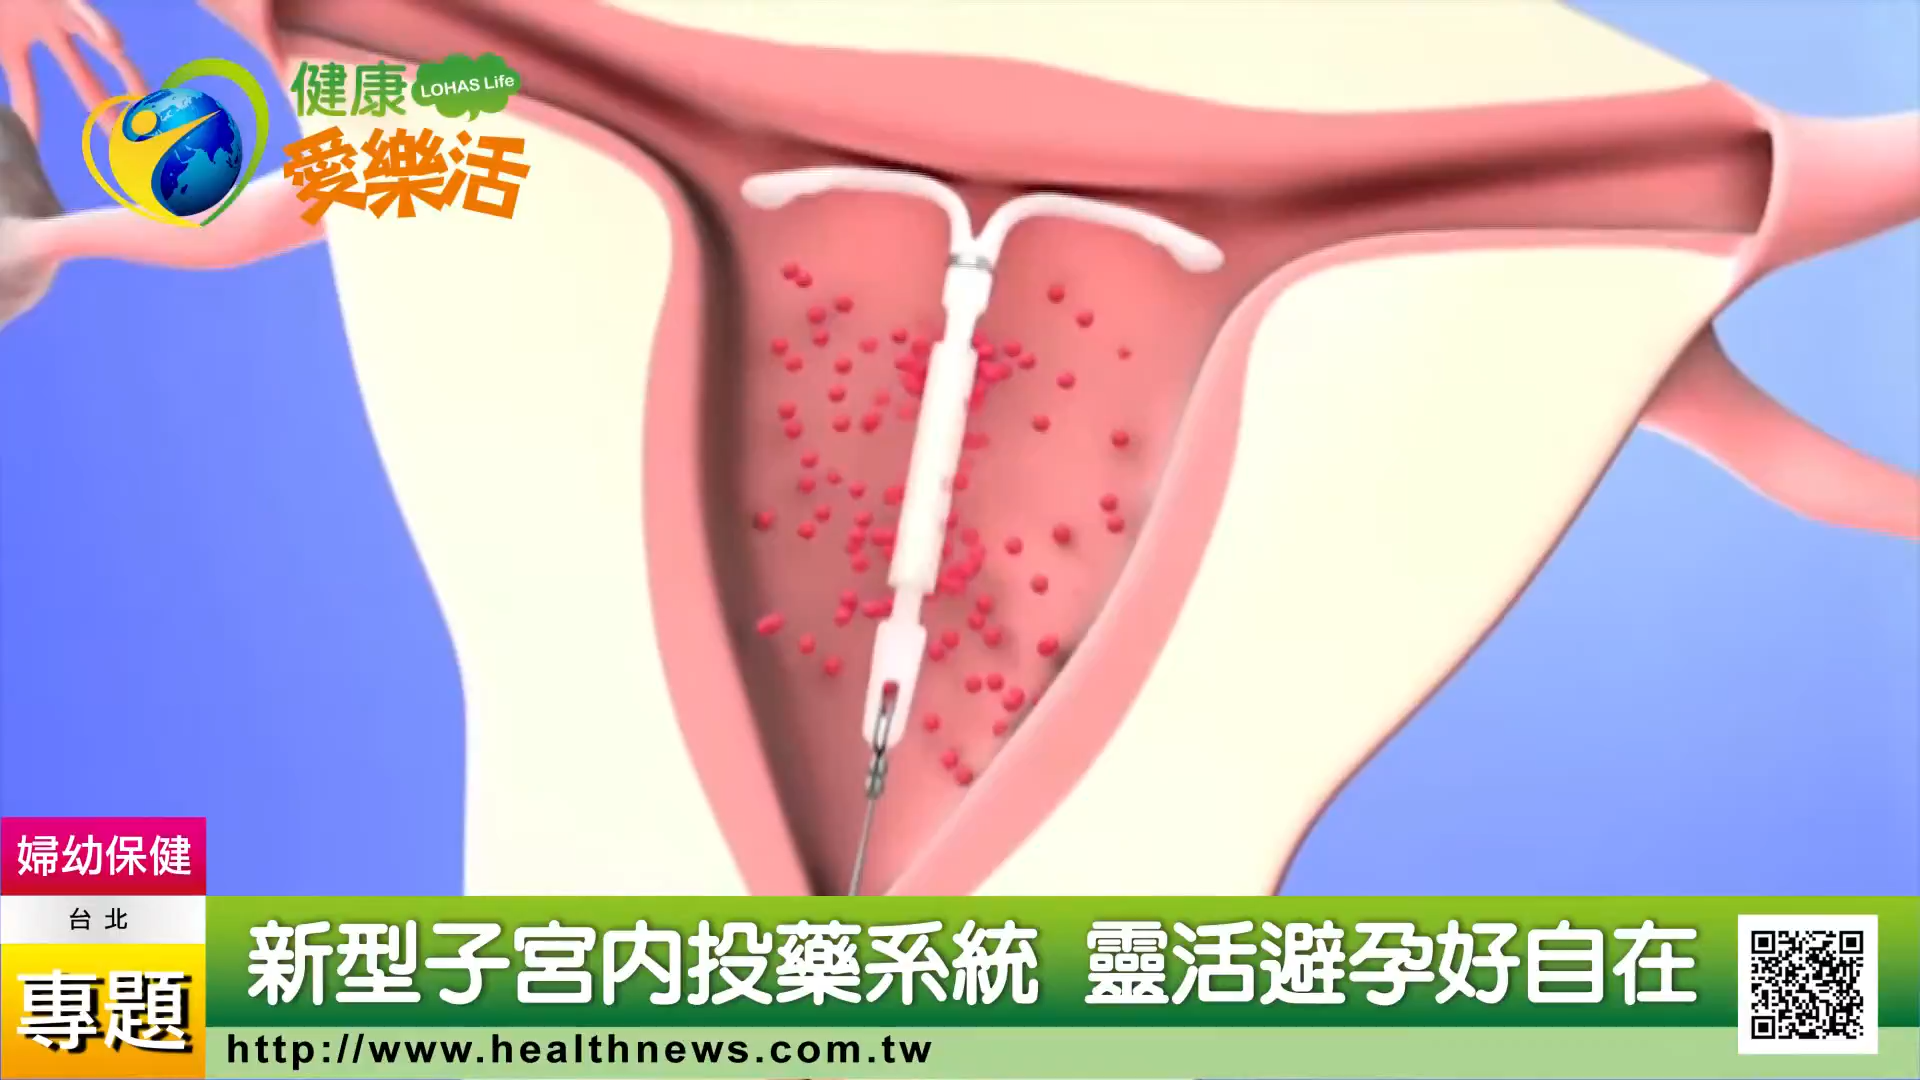 健康
LOHAS Life
愛樂活
婦幼保健
台北
專題
新型子宮內投藥系統 靈活避孕好自在
http://www.healthnews.com.tw